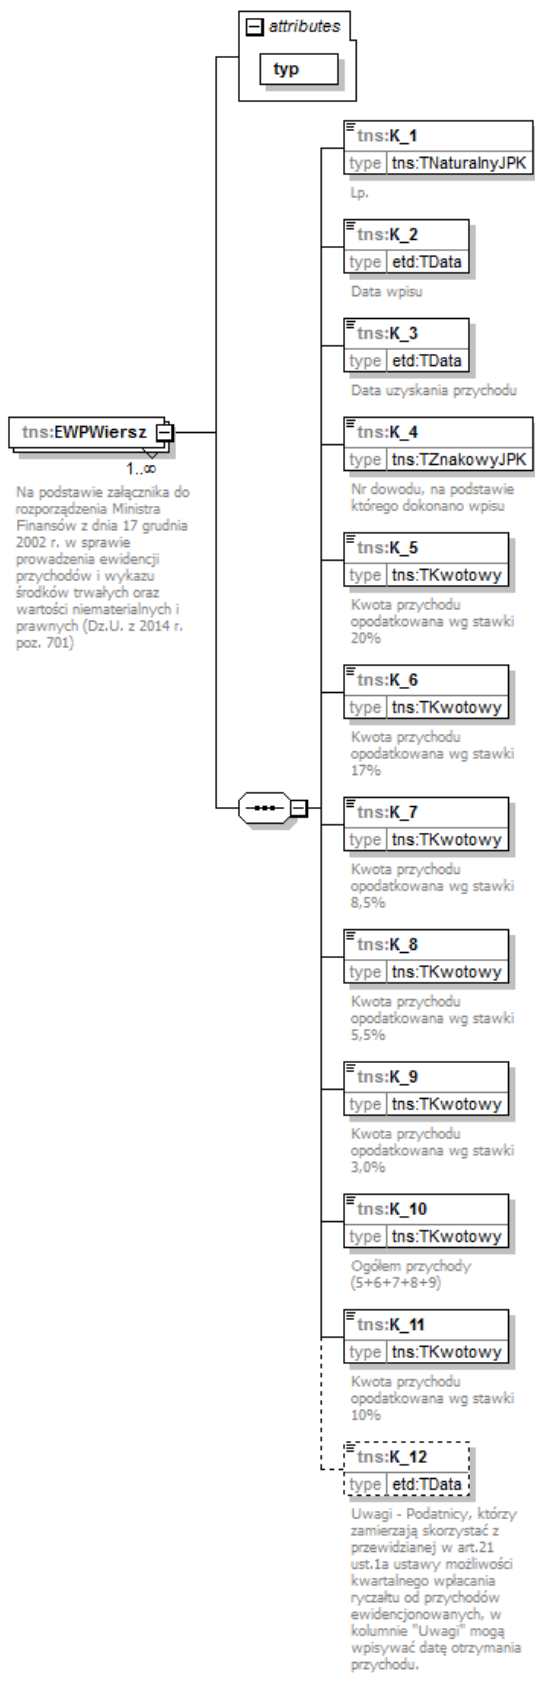 attributes
typ
tns:K_1
type tns:TNaturalnyJPK
Lp.
tns:K_2
type etd:TData
Data wpisu
tns:K_3
type etd:TData
Data uzyskania przychodu
tns:EWPWiersz
1..∞
Na podstawie załącznika do
rozporządzenia Ministra
Finansów z dnia 17 grudnia
2002 r. w sprawie
prowadzenia ewidencji
przychodów i wykazu
środków trwałych oraz
wartości niematerialnych i
prawnych (Dz.U. z 2014 r.
poz. 701)
tns:K_4
type tns:TZnakowyJPK
Nr dowodu, na podstawie
którego dokonano wpisu
tns:K_5
type tns:TKwotowy
Kwota przychodu
opodatkowana wg stawki
20%
tns:K_6
type tns:TKwotowy
Kwota przychodu
opodatkowana wg stawki
17%
tns:K_7
type tns:TKwotowy
Kwota przychodu
opodatkowana wg stawki
8,5%
tns:K_8
type tns:TKwotowy
Kwota przychodu
opodatkowana wg stawki
5,5%
tns:K_9
type tns:TKwotowy
Kwota przychodu
opodatkowana wg stawki
3,0%
tns:K_10
type tns:TKwotowy
Ogółem przychody
(5+6+7+8+9)
tns:K_11
type tns:TKwotowy
Kwota przychodu
opodatkowana wg stawki
10%
tns:K_12
type etd:TData
Uwagi - Podatnicy, którzy
zamierzają skorzystać z
przewidzianej w art.21
ust.1a ustawy możliwości
kwartalnego wpłacania
ryczałtu od przychodów
ewidencjonowanych, w
kolumnie "Uwagi" mogą
wpisywać datę otrzymania
przychodu.